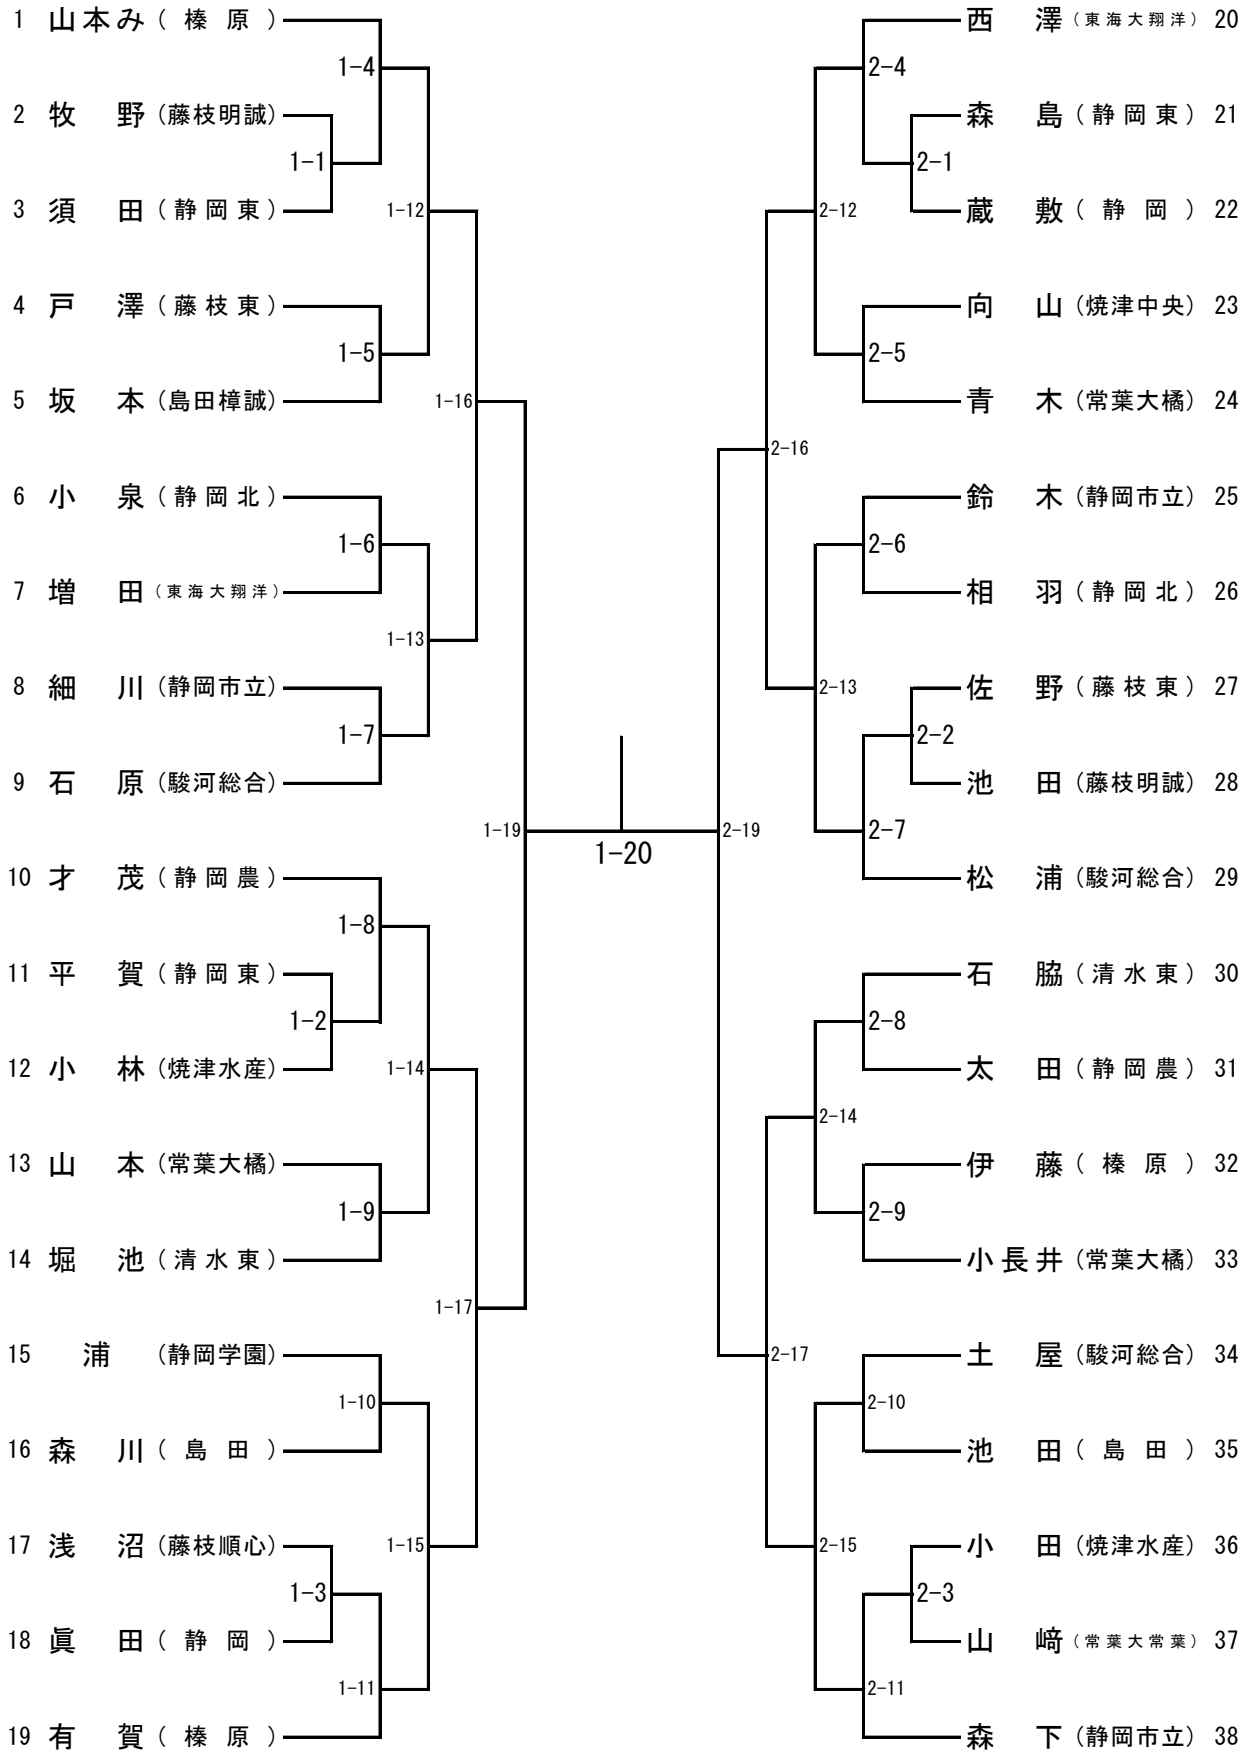 1 山本み （榛原）
1-4
2 牧野 （藤枝明誠）
1-1
3 須田 （静岡東）
1-12
4 戸澤 （藤枝東）
1-5
5 坂本 （島田樟誠）
1-16
6 小泉 （静岡北）
1-6
7 増田 （東海大翔洋）
1-13
8 細川 （静岡市立）
1-7
9 石原 （駿河総合）
1-19
10 才茂 （静岡農）
1-8
11 平賀 （静岡東）
1-2
12 小林 （焼津水産）
1-14
13 山本 （常葉大橘）
1-9
14 堀池 （清水東）
1-17
15 浦 （静岡学園）
1-10
16 森川 （島田）
17 浅沼 （藤枝順心）
1-15
1-3
18 眞田 （静岡）
1-11
19 有賀 （榛原）
1-20
西澤 （東海大翔洋） 20
2-4
森島 （静岡東） 21
2-1
蔵敷 （静岡） 22
2-12
向山 （焼津中央） 23
2-5
青木 （常葉大橘） 24
2-16
鈴木 （静岡市立） 25
2-6
相羽 （静岡北） 26
佐野 （藤枝東） 27
2-13
2-2
池田 （藤枝明誠） 28
2-19
2-7
松浦 （駿河総合） 29
石脇 （清水東） 30
2-8
太田 （静岡農） 31
2-14
伊藤 （榛原） 32
2-9
小長井 （常葉大橘） 33
土屋 （駿河総合） 34
2-17
2-10
池田 （島田） 35
小田 （焼津水産） 36
2-15
2-3
山﨑 （常葉大常葉） 37
2-11
森下 （静岡市立） 38